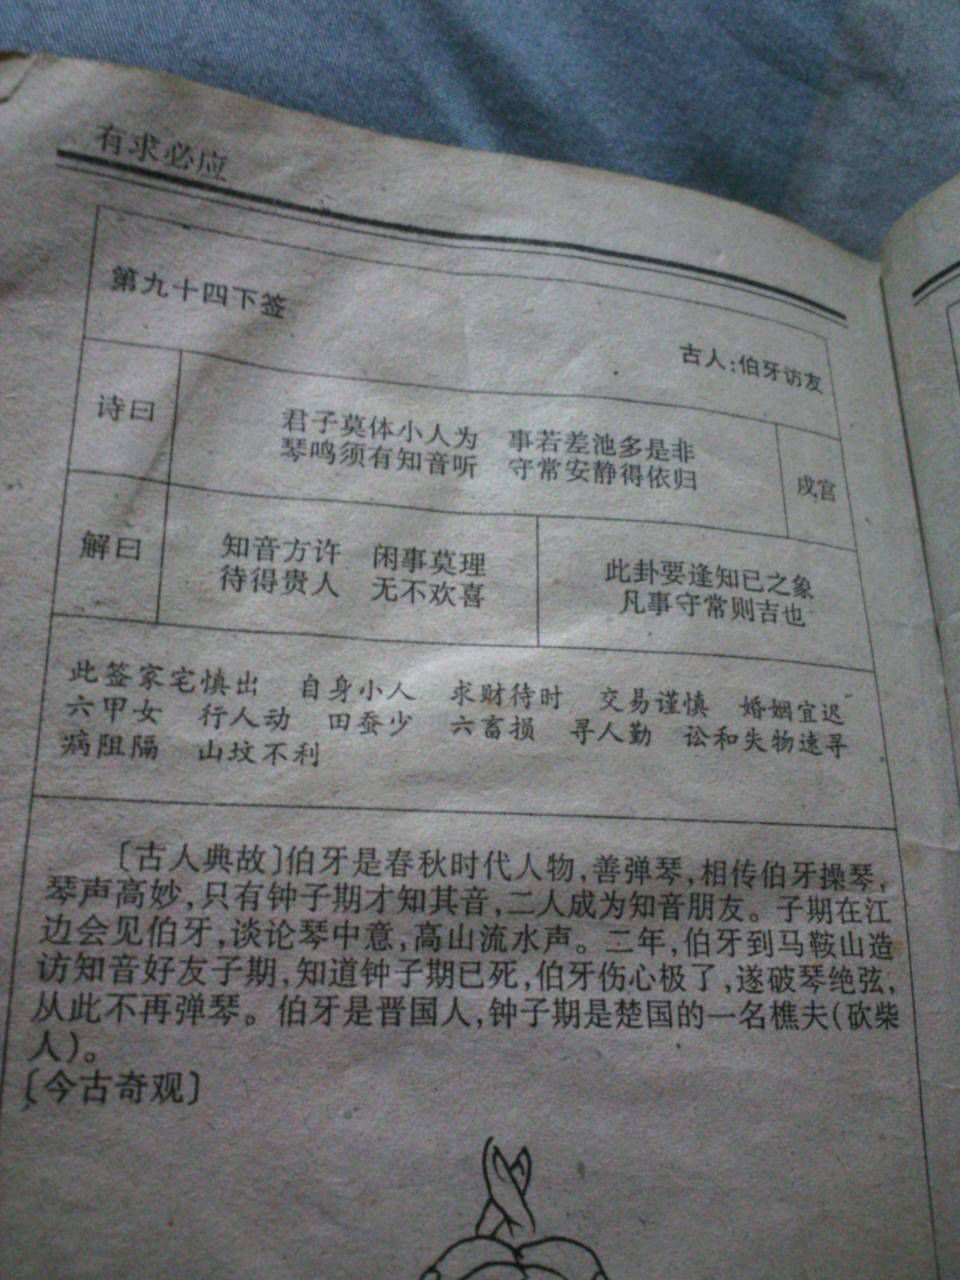 有求必应
第九十四下签
古人:伯牙访友
诗曰
君子莫体小人为 事若差池多是非
琴鸣须有知音听 守常安静得依归
戍宫
解曰
知音方许 闲事莫理
待得贵人 无不欢喜
此卦要逢知已之象
凡事守常则吉也
此签家宅慎出 自身小人 求财待时 交易谨慎 婚姻宜迟
六甲女 行人动 田蚕少 六畜损 寻人勤 讼和失物速寻
病阻隔 山坟不利
〔古人典故〕伯牙是春秋时代人物,善弹琴,相传伯牙操琴,
琴声高妙,只有钟子期才知其音,二人成为知音朋友。子期在江
边会见伯牙,谈论琴中意,高山流水声。二年,伯牙到马鞍山造
访知音好友子期,知道钟子期已死,伯牙伤心极了,遂破琴绝弦,
从此不再弹琴。伯牙是晋国人,钟子期是楚国的一名樵夫(砍柴
人)。
〔今古奇观〕